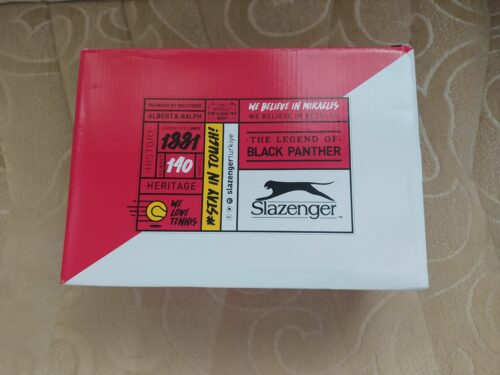 FOUNDED BY BROTHERS
ALBERT & RALPH
HISTORY
1881
140
HERITAGE
WE
LOVE
TENNIS
#STAY IN TOUCH!
slazengerturkiye
WE BELIEVE IN MIRACLES
WE BELIEVE IN RESULTS
·THE LEGEND OF·
BLACK PANTHER
Slazenger